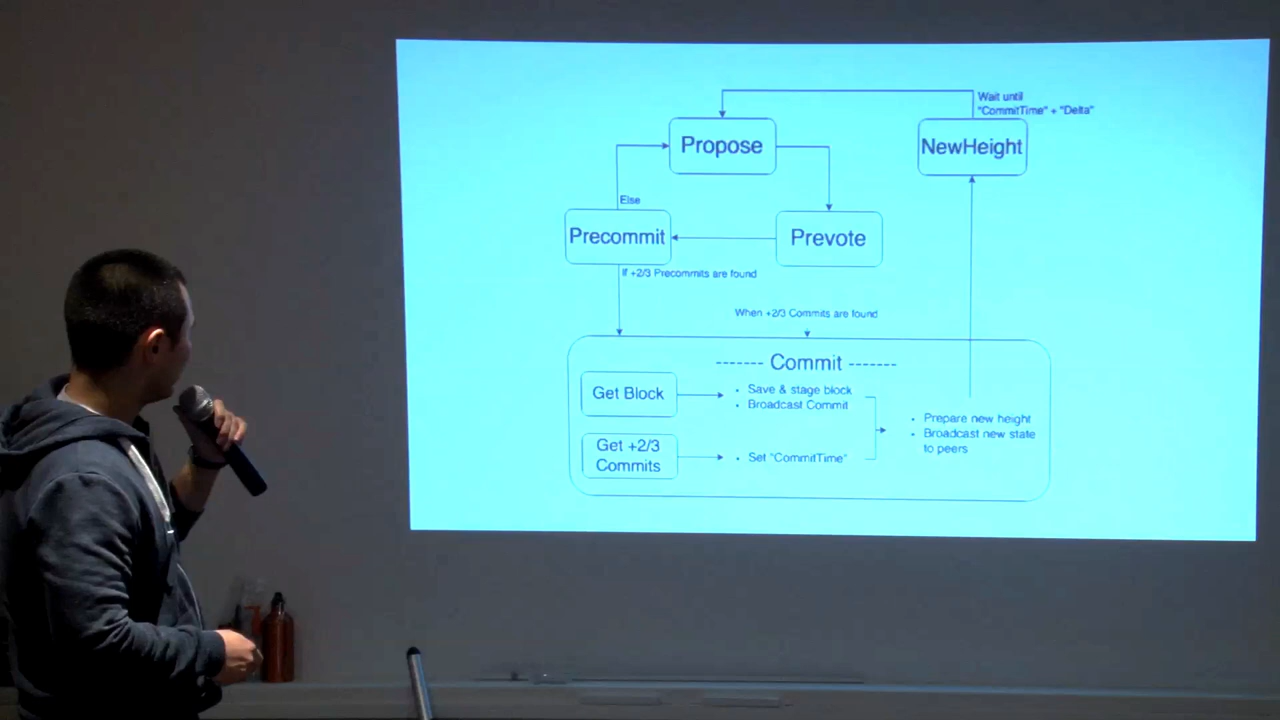 Wait until
"CommitTime" + "Delta"
Propose
NewHeight
Else
Precommit
Prevote
If +2/3 Precommits are found
When +2/3 Commits are found
------- Commit -------
Get Block
• Save & stage block
• Broadcast Commit
• Prepare new height
• Broadcast new state
to peers
Get +2/3
Commits
• Set "CommitTime"